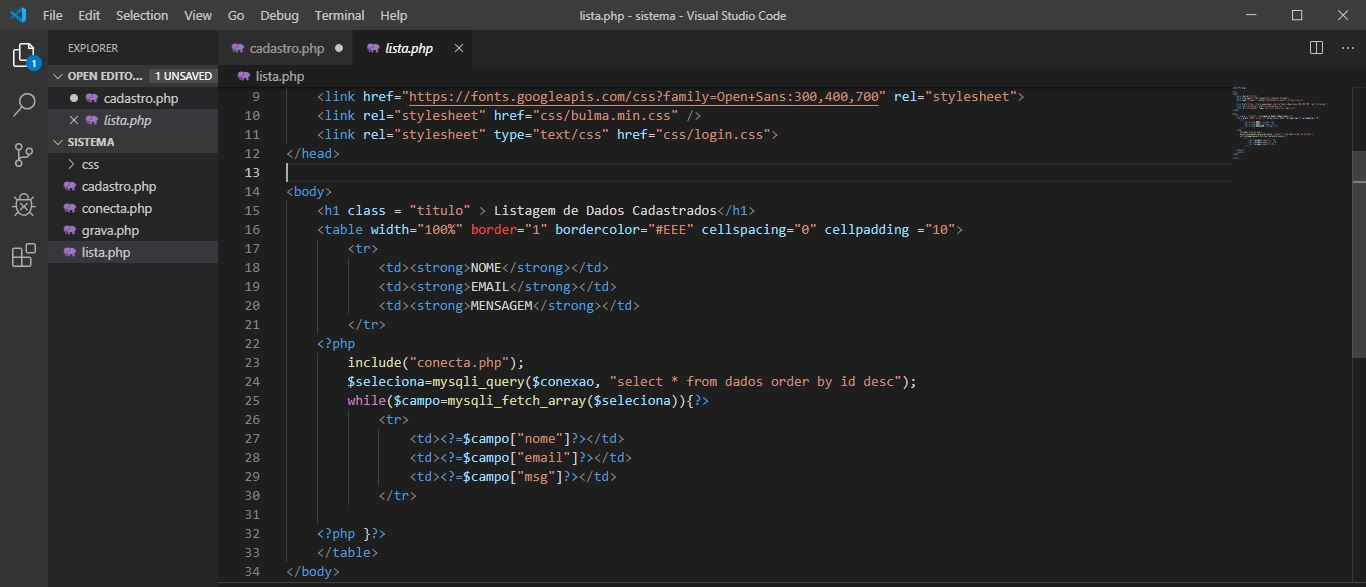 File Edit Selection View Go Debug Terminal Help lista.php - sistema - Visual Studio Code
1
EXPLORER
OPEN EDITO... 1 UNSAVED
cadastro.php
lista.php
SISTEMA
css
cadastro.php
conecta.php
grava.php
lista.php
cadastro.php lista.php
lista.php
9 <link href="https://fonts.googleapis.com/css?family=Open+Sans:300,400,700" rel="stylesheet">
10 <link rel="stylesheet" href="css/bulma.min.css" />
11 <link rel="stylesheet" type="text/css" href="css/login.css">
12 </head>
13
14 <body>
15 <h1 class = "titulo" > Listagem de Dados Cadastrados</h1>
16 <table width="100%" border="1" bordercolor="#EEE" cellspacing="0" cellpadding ="10">
17 <tr>
18 <td><strong>NOME</strong></td>
19 <td><strong>EMAIL</strong></td>
20 <td><strong>MENSAGEM</strong></td>
21 </tr>
22 <?php
23 include("conecta.php");
24 $seleciona=mysqli_query($conexao, "select * from dados order by id desc");
25 while($campo=mysqli_fetch_array($seleciona)){?>
26 <tr>
27 <td><?=$campo["nome"]?></td>
28 <td><?=$campo["email"]?></td>
29 <td><?=$campo["msg"]?></td>
30 </tr>
31
32 <?php }?>
33 </table>
34 </body>